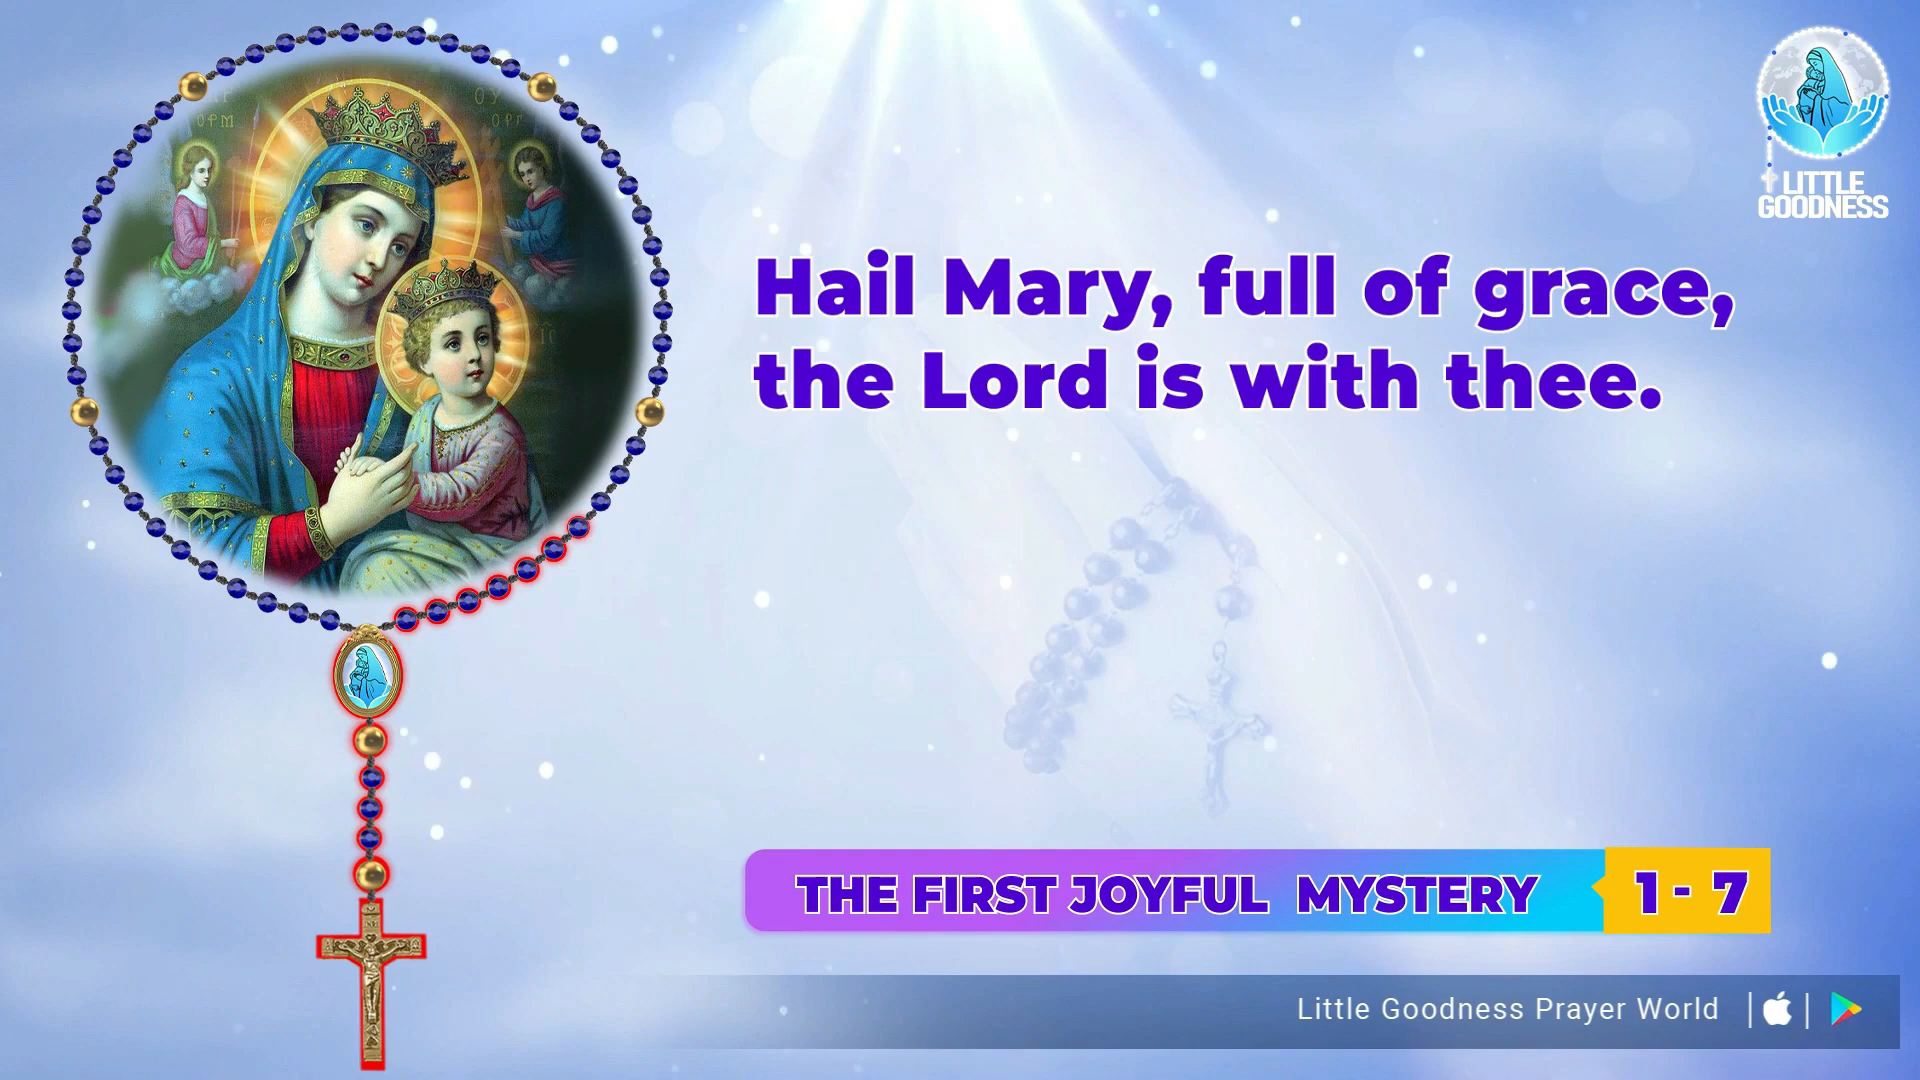 LITTLE
GOODNESS
Hail Mary, full of grace,
the Lord is with thee.
THE FIRST JOYFUL MYSTERY 1 - 7
Little Goodness Prayer World